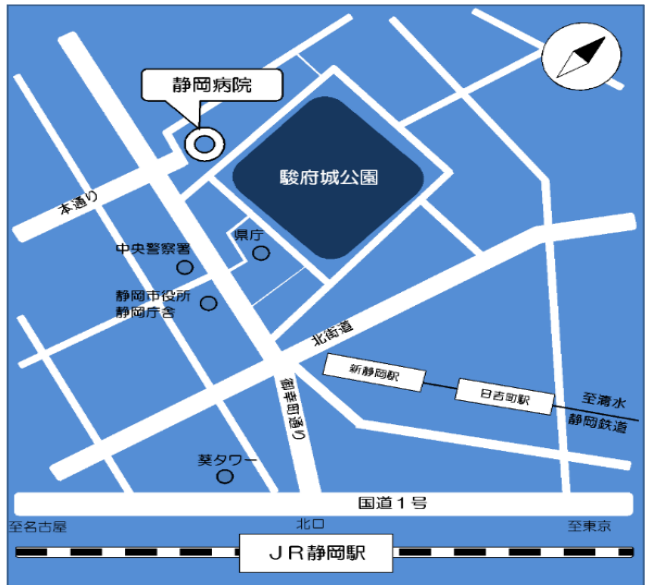 静岡病院
駿府城公園
本通り
県庁
中央警察署
静岡市役所
静岡庁舎
北街道
新静岡駅
日吉町駅
至清水
静岡鉄道
御幸町通り
葵タワー
国道1号
至名古屋
北口
至東京
JR静岡駅